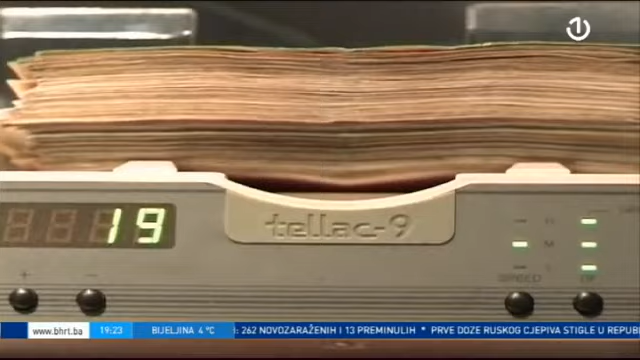 1
tellac-9
19
H
M
+ -
SPEED
www.bhrt.ba 19:23 BIJELJINA 4°C : 262 NOVOZARAŽENIH I 13 PREMINULIH * PRVE DOZE RUSKOG CJEPIVA STIGLE U REPUB